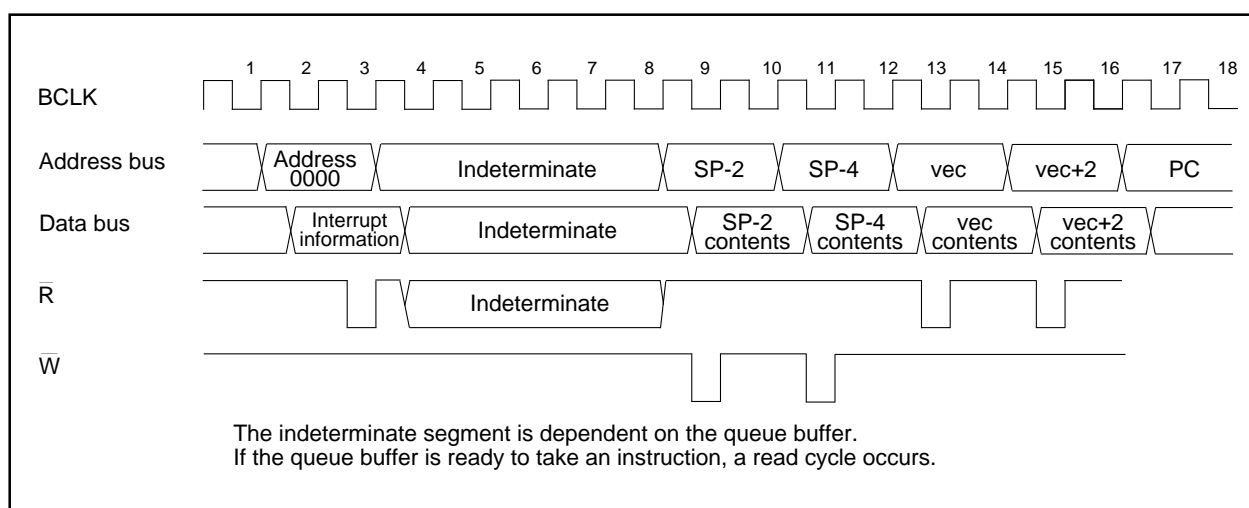 1 2 3 4 5 6 7 8 9 10 11 12 13 14 15 16 17 18
BCLK
Address bus
Address
0000
Indeterminate
SP-2
SP-4
vec
vec+2
PC
Data bus
Interrupt
information
Indeterminate
SP-2
contents
SP-4
contents
vec
contents
vec+2
contents
R̅
Indeterminate
W̅
The indeterminate segment is dependent on the queue buffer.
If the queue buffer is ready to take an instruction, a read cycle occurs.